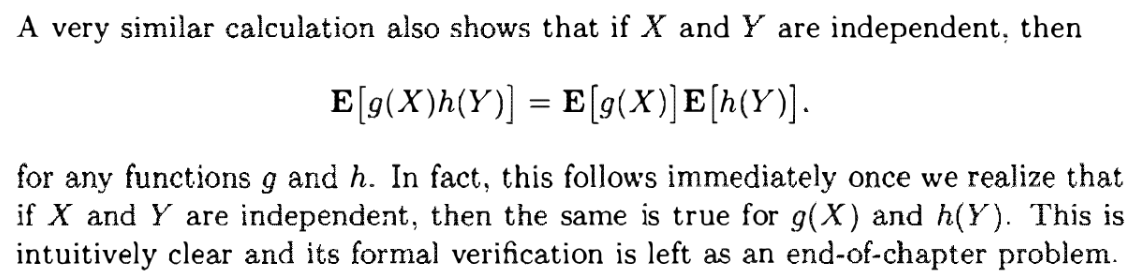 A very similar calculation also shows that if X and Y are independent, then
E[g(X)h(Y)] = E[g(X)] E[h(Y)].
for any functions g and h. In fact, this follows immediately once we realize that
if X and Y are independent, then the same is true for g(X) and h(Y). This is
intuitively clear and its formal verification is left as an end-of-chapter problem.